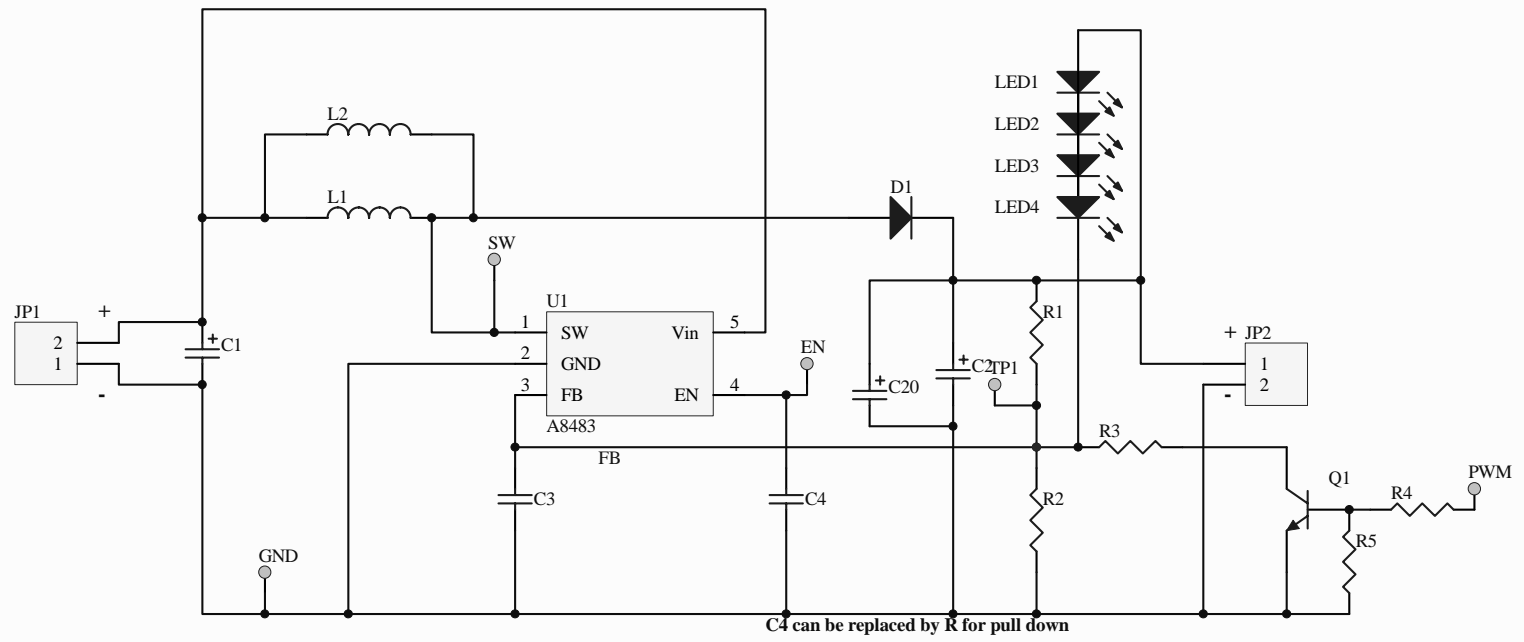 LED1
L2
LED2
LED3
L1
D1
LED4
SW
U1
JP1
+
R1
1 SW
Vin 5
+ JP2
2
+ C1
EN
2 GND
1
+ C2
TP1
1
-
3 FB
EN 4
+ C20
-
2
A8483
R3
FB
Q1
PWM
C3
C4
R2
R4
R5
GND
C4 can be replaced by R for pull down